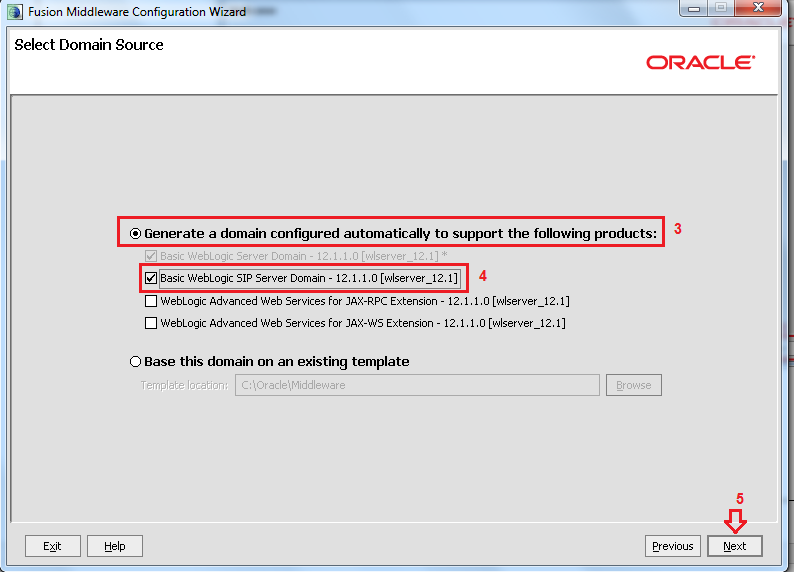 Fusion Middleware Configuration Wizard
Select Domain Source
ORACLE
Generate a domain configured automatically to support the following products:
3
Basic WebLogic Server Domain - 12.1.1.0 [wlserver_12.1] *
Basic WebLogic SIP Server Domain - 12.1.1.0 [wlserver_12.1]
4
WebLogic Advanced Web Services for JAX-RPC Extension - 12.1.1.0 [wlserver_12.1]
WebLogic Advanced Web Services for JAX-WS Extension - 12.1.1.0 [wlserver_12.1]
Base this domain on an existing template
Template location: C:\Oracle\Middleware Browse
5
Exit Help Previous Next